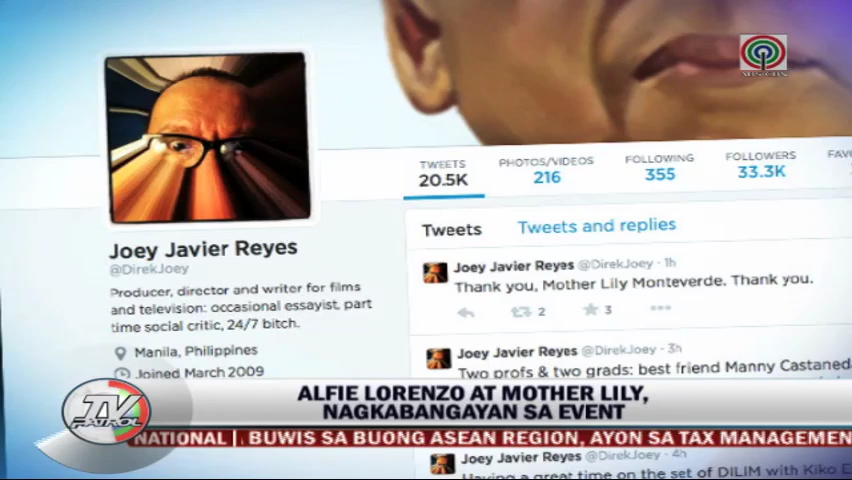 ABS-CBN
TWEETS
20.5K
PHOTOS/VIDEOS
216
FOLLOWING
355
FOLLOWERS
33.3K
FAV
Joey Javier Reyes
@DirekJoey
Producer, director and writer for films
and television: occasional essayist, part
time social critic, 24/7 bitch.
Manila, Philippines
Joined March 2009
Tweets Tweets and replies
Joey Javier Reyes @DirekJoey · 1h
Thank you, Mother Lily Monteverde. Thank you.
2 3
Joey Javier Reyes @DirekJoey · 3h
Two profs & two grads: best friend Manny Castaned
ALFIE LORENZO AT MOTHER LILY,
NAGKABANGAYAN SA EVENT
TV PATROL
NATIONAL | BUWIS SA BUONG ASEAN REGION, AYON SA TAX MANAGEMEN
Joey Javier Reyes @DirekJoey · 4h
Having a great time on the set of DILIM with Kiko E